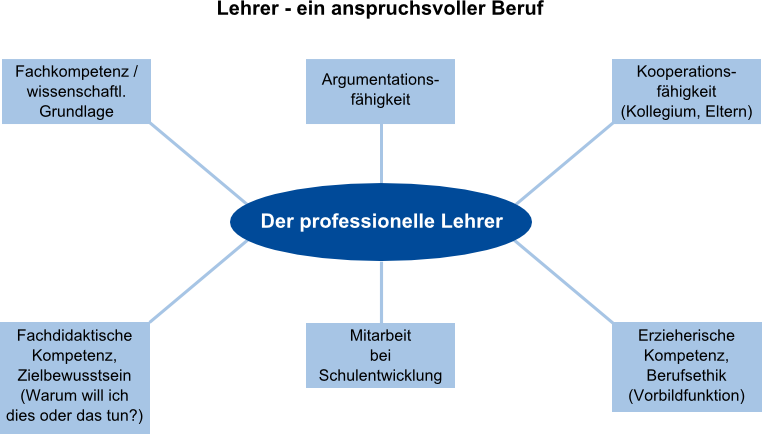 Lehrer - ein anspruchsvoller Beruf
Fachkompetenz /
wissenschaftl.
Grundlage
Argumentations-
fähigkeit
Kooperations-
fähigkeit
(Kollegium, Eltern)
Der professionelle Lehrer
Fachdidaktische
Kompetenz,
Zielbewusstsein
(Warum will ich
dies oder das tun?)
Mitarbeit
bei
Schulentwicklung
Erzieherische
Kompetenz,
Berufsethik
(Vorbildfunktion)